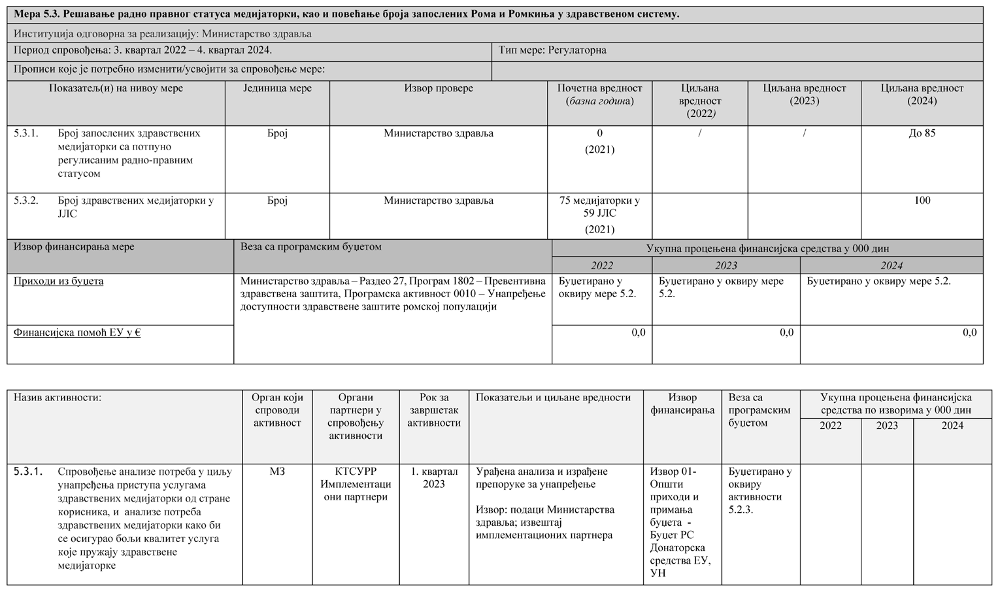 Мера 5.3. Решавање радно правног статуса медијаторки, као и повећање броја запослених Рома и Ромкиња у здравственом систему.
Институција одговорна за реализацију: Министарство здравља
Период спровођења: 3. квартал 2022 – 4. квартал 2024.
Тип мере: Регулаторна
Прописи које је потребно изменити/усвојити за спровођење мере:
Показатељ(и) на нивоу мере
Јединица мере
Извор провере
Почетна вредност
(базна година)
Циљана
вредност
(2022)
Циљана вредност
(2023)
Циљана вредност
(2024)
5.3.1. Број запослених здравствених
медијаторки са потпуно
регулисаним радно-правним
статусом
Број
Министарство здравља
0
(2021)
/
/
До 85
5.3.2. Број здравствених медијаторки у
ЈЛС
Број
Министарство здравља
75 медијаторки у
59 ЈЛС
(2021)
100
Извор финансирања мере
Веза са програмским буџетом
Укупна процењена финансијска средства у 000 дин
2022
2023
2024
Приходи из буџета
Министарство здравља – Раздео 27, Програм 1802 – Превентивна
здравствена заштита, Програмска активност 0010 – Унапређење
доступности здравствене заштите ромској популацији
Буџетирано у
оквиру мере 5.2.
Буџетирано у оквиру мере
5.2.
Буџетирано у оквиру мере 5.2.
Финансијска помоћ ЕУ у €
0,0
0,0
0,0
Назив активности:
Орган који
спроводи
активност
Органи
партнери у
спровођењу
активности
Рок за
завршетак
активности
Показатељи и циљане вредности
Извор
финансирања
Веза са
програмским
буџетом
Укупна процењена финансијска
средства по изворима у 000 дин
2022
2023
2024
5.3.1. Спровођење анализе потреба у циљу
унапређења приступа услугама
здравствених медијаторки од стране
корисника, и анализе потреба
здравствених медијаторки како би
се осигурао бољи квалитет услуга
које пружају здравствене
медијаторке
МЗ
КТСУРР
Имплементаци
они партнери
1. квартал
2023
Урађена анализа и израђене
препоруке за унапређење
Извор: подаци Министарства
здравља; извештај
имплементационих партнера
Извор 01-
Општи
приходи и
примања
буџета -
Буџет РС
Донаторска
средства ЕУ,
УН
Буџетирано у
оквиру
активности
5.2.3.